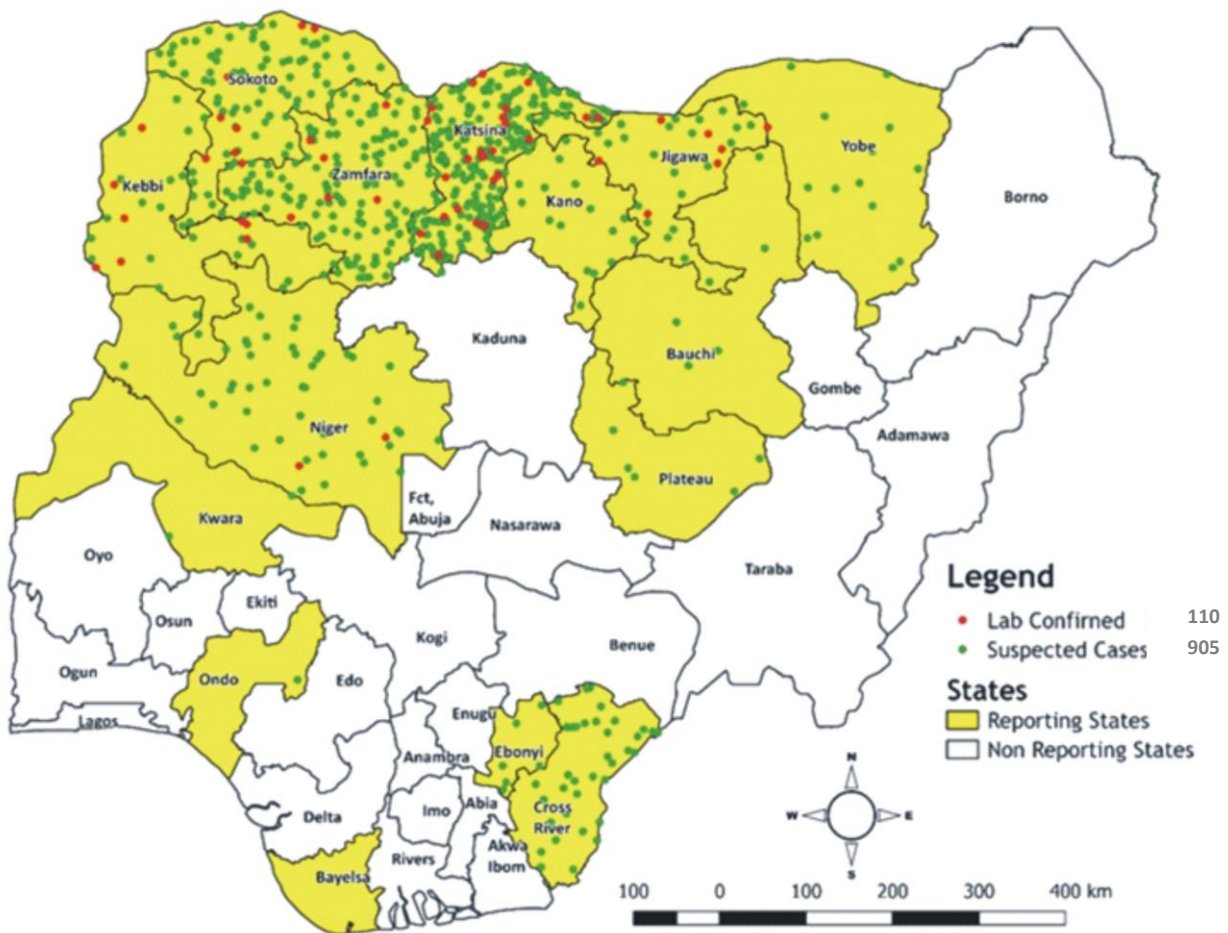 Sokoto
Katsina
Yobe
Jigawa
Zamfara
Kebbi
Kano
Borno
Kaduna
Bauchi
Gombe
Niger
Adamawa
Plateau
Fct,
Abuja
Kwara
Nasarawa
Oyo
Taraba
Legend
Lab Confirmed 110
Suspected Cases 905
States
Reporting States
Non Reporting States
Ekiti
Osun
Kogi
Benue
Ogun
Ondo
Edo
Lagos
Enugu
Anambra
Ebonyi
Delta
Imo
Abia
Cross
River
Akwa
Ibom
Rivers
Bayelsa
N
W E
S
100 0 100 200 300 400 km